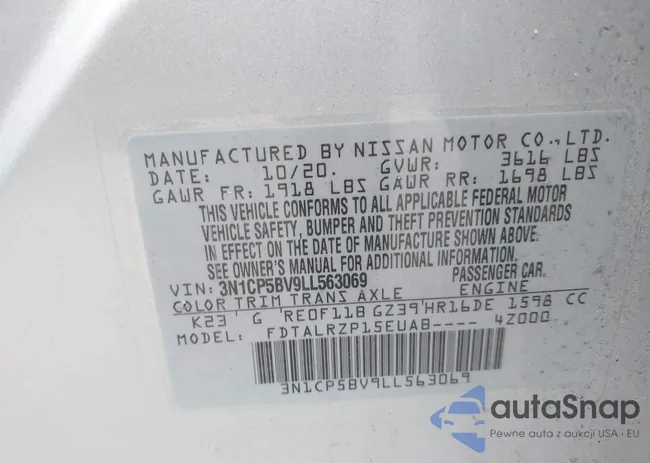 MANUFACTURED BY NISSAN MOTOR CO.,LTD.
DATE: 10/20. GVWR: 3616 LBS
GAWR FR: 1918 LBS GAWR RR: 1698 LBS
THIS VEHICLE CONFORMS TO ALL APPLICABLE FEDERAL MOTOR
VEHICLE SAFETY, BUMPER AND THEFT PREVENTION STANDARDS
IN EFFECT ON THE DATE OF MANUFACTURE SHOWN ABOVE.
SEE OWNER'S MANUAL FOR ADDITIONAL INFORMATION.
VIN: 3N1CP5BV9LL563069 PASSENGER CAR.
COLOR TRIM TRANS AXLE ENGINE
K23' G 'RE0F11B GZ39'HR16DE 1598 CC
MODEL: FDTALRZP15EUAB---- 4Z000
3N1CP5BV9LL563069
autaSnap
Pewne auta z aukcji USA i EU